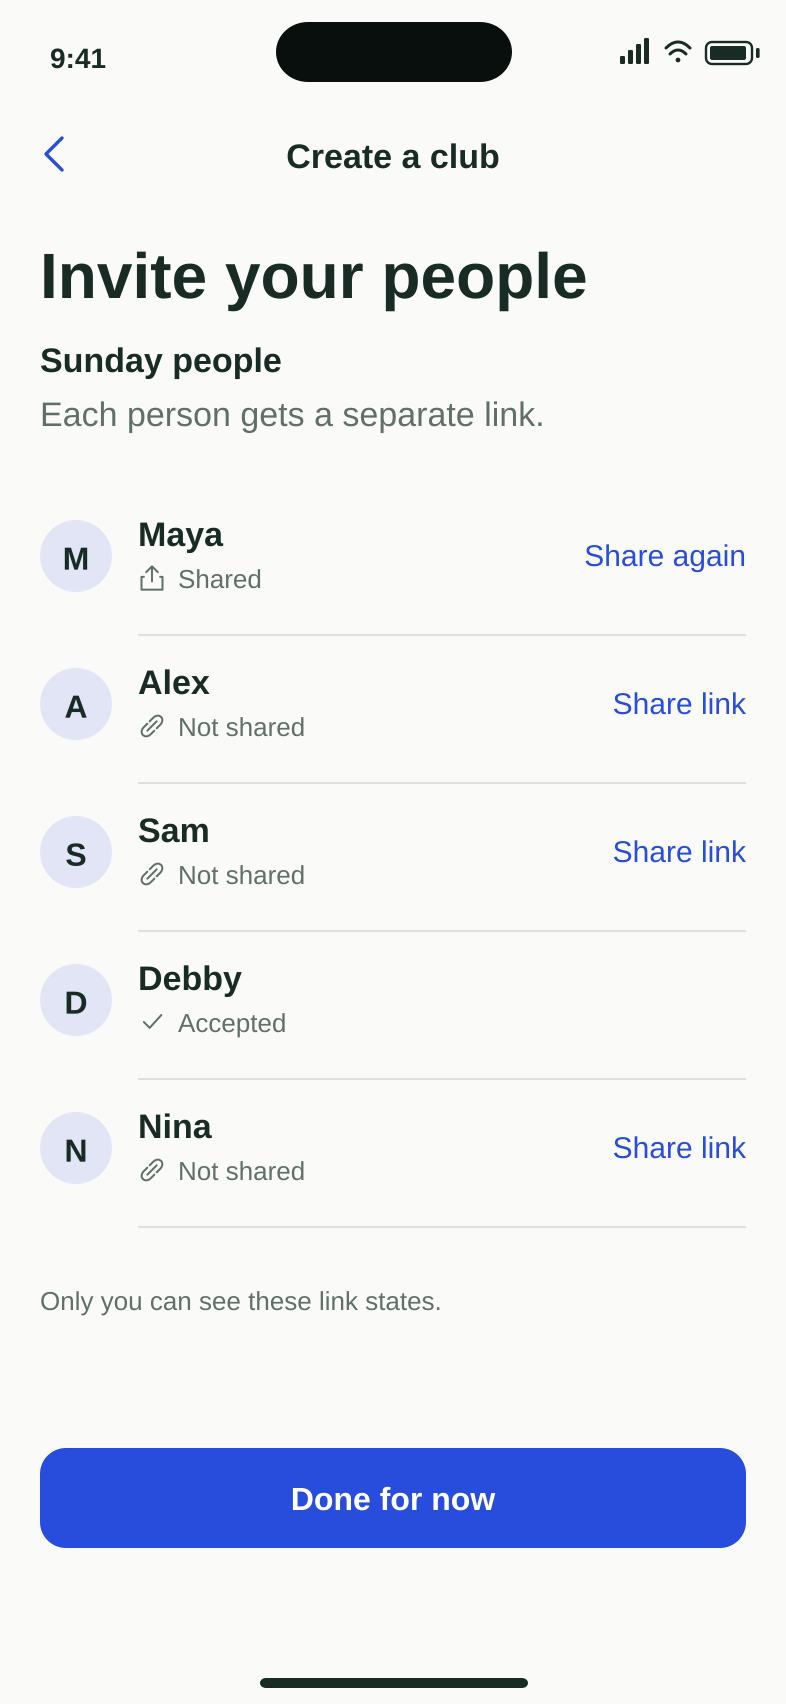 9:41
Create a club
Invite your people
Sunday people
Each person gets a separate link.
M
Maya
Shared
Share again
A
Alex
Not shared
Share link
S
Sam
Not shared
Share link
D
Debby
Accepted
N
Nina
Not shared
Share link
Only you can see these link states.
Done for now